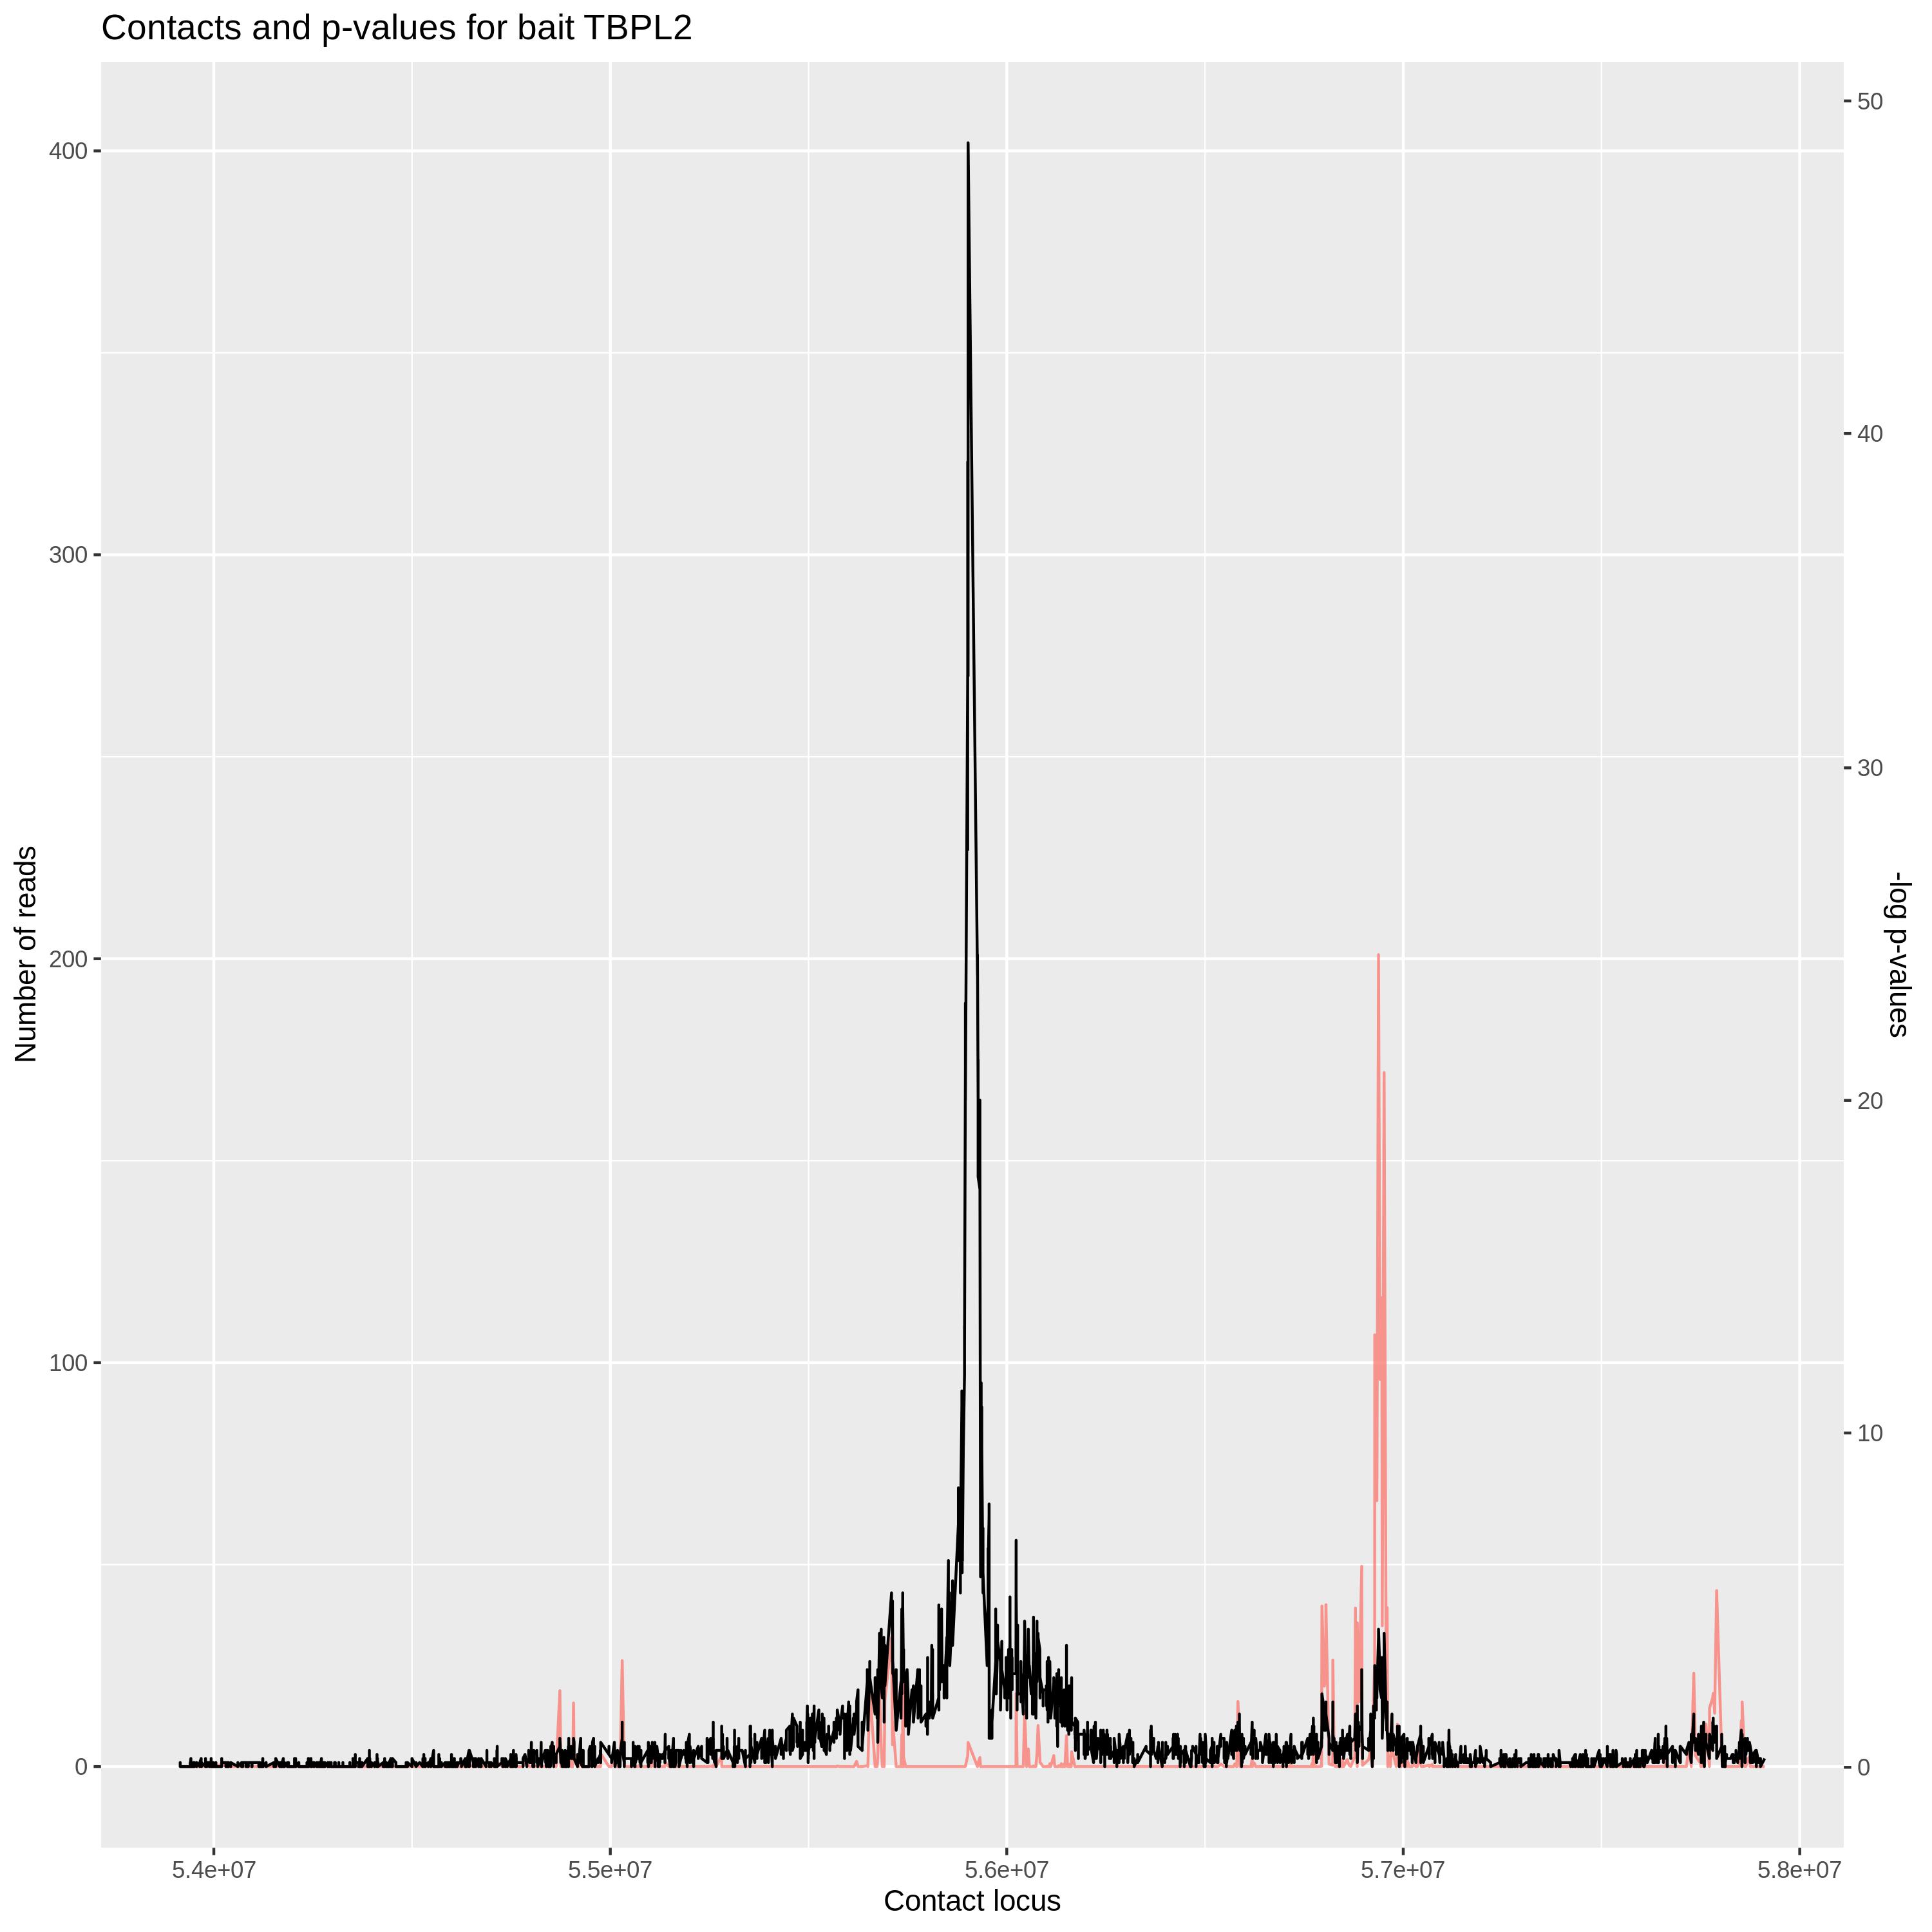 Contacts and p-values for bait TBPL2
400
300
200
100
0
50
40
30
20
10
0
Number of reads
-log p-values
5.4e+07 5.5e+07 5.6e+07 5.7e+07 5.8e+07
Contact locus